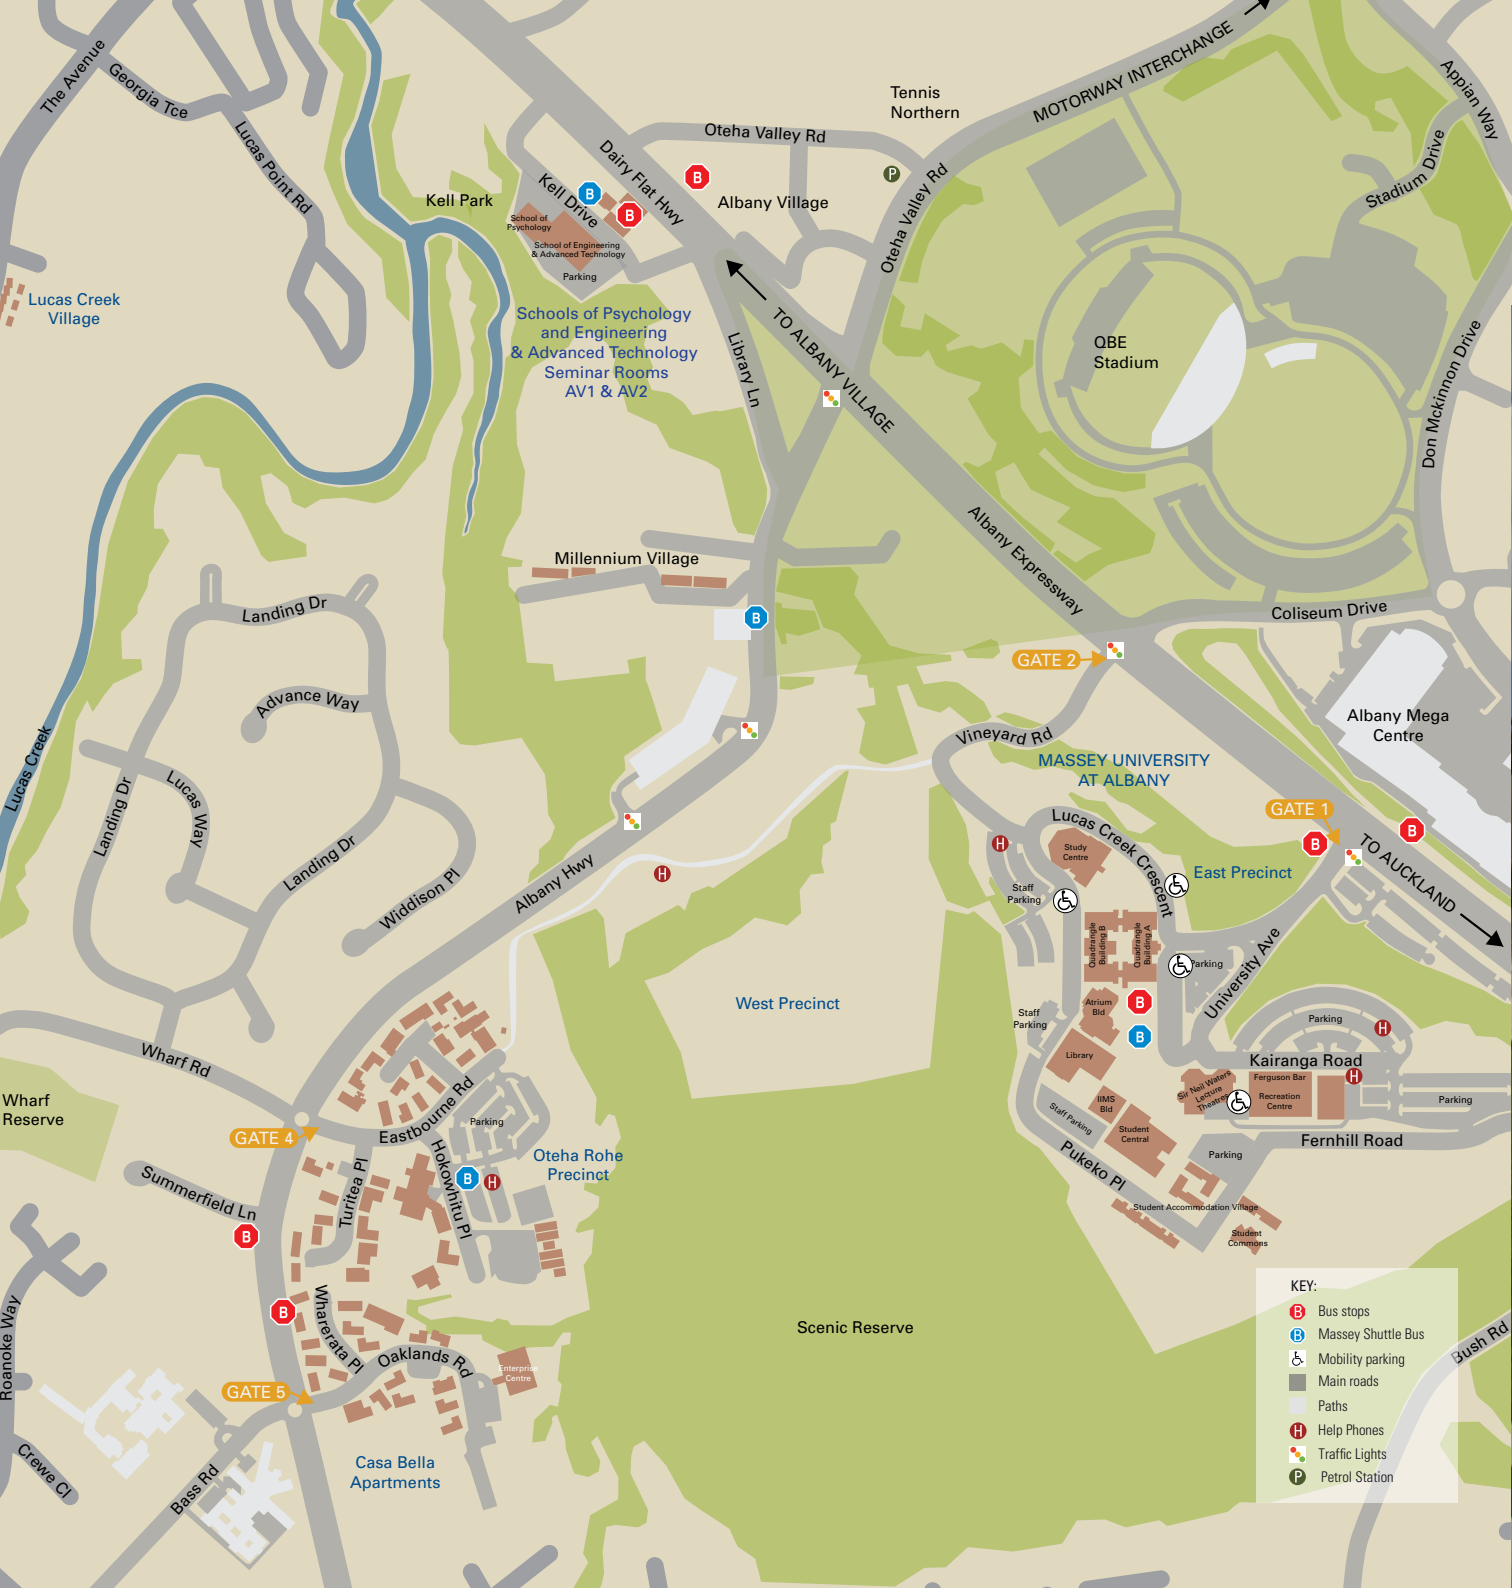 The Avenue
Georgia Tce
Lucas Point Rd
Kell Park
Kell Drive
Dairy Flat Hwy
Oteha Valley Rd
Tennis
Northern
MOTORWAY INTERCHANGE
Appian Way
Stadium Drive
B
B
B
P
Albany Village
School of
Psychology
School of Engineering
& Advanced Technology
Parking
Oteha Valley Rd
Lucas Creek
Village
Schools of Psychology
and Engineering
& Advanced Technology
Seminar Rooms
AV1 & AV2
Library Ln
TO ALBANY VILLAGE
QBE
Stadium
Don Mckinnon Drive
Albany Expressway
Millennium Village
B
Landing Dr
Coliseum Drive
GATE 2
Advance Way
Vineyard Rd
Albany Mega
Centre
Lucas Creek
MASSEY UNIVERSITY
AT ALBANY
Landing Dr
Lucas Way
Landing Dr
Widdison Pl
Albany Hwy
H
H
GATE 1
B
B
TO AUCKLAND
Lucas Creek Crescent
Study
Centre
East Precinct
Staff
Parking
Quadrangle
Building B
Quadrangle
Building A
Parking
University Ave
West Precinct
Atrium
Bld
B
B
Staff
Parking
Library
Parking
H
Kairanga Road
H
Sir Neil Waters
Lecture
Theatres
Ferguson Bar
Recreation
Centre
Parking
Fernhill Road
IIMS
Bld
Staff Parking
Student
Central
Parking
Pukeko Pl
Student Accommodation Village
Student
Commons
Wharf Rd
Wharf
Reserve
GATE 4
Eastbourne Rd
Parking
Hokowhitu Pl
B
H
Oteha Rohe
Precinct
Turitea Pl
Summerfield Ln
B
B
Wharerata Pl
Oaklands Rd
Enterprise
Centre
GATE 5
Roanoke Way
Crewe Cl
Bass Rd
Casa Bella
Apartments
Scenic Reserve
Bush Rd
KEY:
B Bus stops
B Massey Shuttle Bus
Mobility parking
Main roads
Paths
H Help Phones
Traffic Lights
P Petrol Station